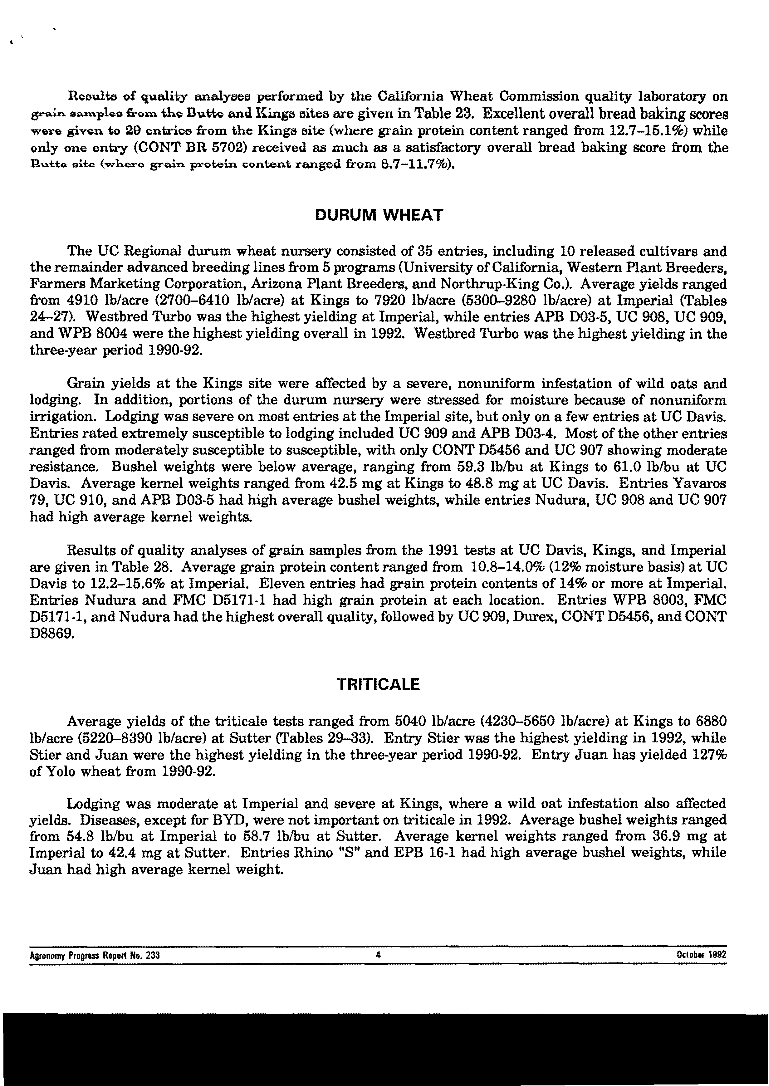 Results of quality analyses performed by the California Wheat Commission quality laboratory on
grain samples from the Butte and Kings sites are given in Table 23. Excellent overall bread baking scores
were given to 20 entries from the Kings site (where grain protein content ranged from 12.7–15.1%) while
only one entry (CONT BR 5702) received as much as a satisfactory overall bread baking score from the
Butte site (where grain protein content ranged from 8.7–11.7%).
DURUM WHEAT
The UC Regional durum wheat nursery consisted of 35 entries, including 10 released cultivars and
the remainder advanced breeding lines from 5 programs (University of California, Western Plant Breeders,
Farmers Marketing Corporation, Arizona Plant Breeders, and Northrup-King Co.). Average yields ranged
from 4910 lb/acre (2700–6410 lb/acre) at Kings to 7920 lb/acre (5300–9280 lb/acre) at Imperial (Tables
24–27). Westbred Turbo was the highest yielding at Imperial, while entries APB D03-5, UC 908, UC 909,
and WPB 8004 were the highest yielding overall in 1992. Westbred Turbo was the highest yielding in the
three-year period 1990-92.
Grain yields at the Kings site were affected by a severe, nonuniform infestation of wild oats and
lodging. In addition, portions of the durum nursery were stressed for moisture because of nonuniform
irrigation. Lodging was severe on most entries at the Imperial site, but only on a few entries at UC Davis.
Entries rated extremely susceptible to lodging included UC 909 and APB D03-4. Most of the other entries
ranged from moderately susceptible to susceptible, with only CONT D5456 and UC 907 showing moderate
resistance. Bushel weights were below average, ranging from 59.3 lb/bu at Kings to 61.0 lb/bu at UC
Davis. Average kernel weights ranged from 42.5 mg at Kings to 48.8 mg at UC Davis. Entries Yavaros
79, UC 910, and APB D03-5 had high average bushel weights, while entries Nudura, UC 908 and UC 907
had high average kernel weights.
Results of quality analyses of grain samples from the 1991 tests at UC Davis, Kings, and Imperial
are given in Table 28. Average grain protein content ranged from 10.8–14.0% (12% moisture basis) at UC
Davis to 12.2–15.6% at Imperial. Eleven entries had grain protein contents of 14% or more at Imperial.
Entries Nudura and FMC D5171-1 had high grain protein at each location. Entries WPB 8003, FMC
D5171-1, and Nudura had the highest overall quality, followed by UC 909, Durex, CONT D5456, and CONT
D8869.
TRITICALE
Average yields of the triticale tests ranged from 5040 lb/acre (4230–5650 lb/acre) at Kings to 6880
lb/acre (5220–8390 lb/acre) at Sutter (Tables 29–33). Entry Stier was the highest yielding in 1992, while
Stier and Juan were the highest yielding in the three-year period 1990-92. Entry Juan has yielded 127%
of Yolo wheat from 1990-92.
Lodging was moderate at Imperial and severe at Kings, where a wild oat infestation also affected
yields. Diseases, except for BYD, were not important on triticale in 1992. Average bushel weights ranged
from 54.8 lb/bu at Imperial to 58.7 lb/bu at Sutter. Average kernel weights ranged from 36.9 mg at
Imperial to 42.4 mg at Sutter. Entries Rhino "S" and EPB 16-1 had high average bushel weights, while
Juan had high average kernel weight.
Agronomy Progress Report No. 233 4 October 1992